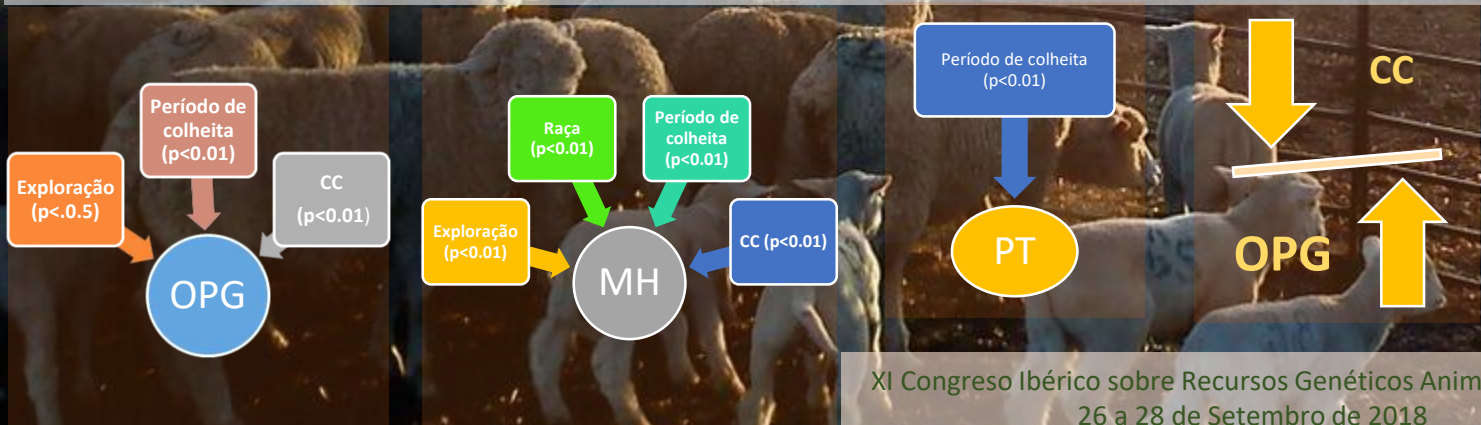 Exploração
(p<.0.5)
Período de
colheita
(p<0.01)
CC
(p<0.01)
OPG
Exploração
(p<0.01)
Raça
(p<0.01)
Período de
colheita
(p<0.01)
CC (p<0.01)
MH
Período de colheita
(p<0.01)
PT
CC
OPG
XI Congreso Ibérico sobre Recursos Genéticos Anim
26 a 28 de Setembro de 2018